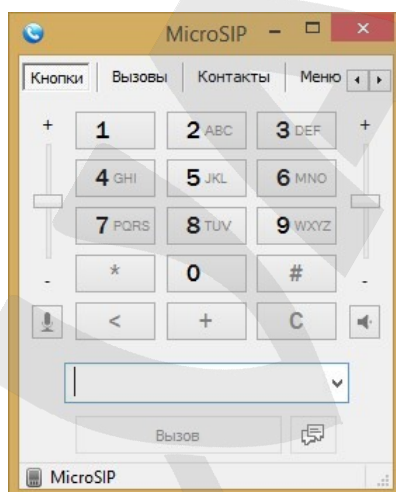 MicroSIP
Кнопки Вызовы Контакты Меню
+ 1 2 ABC 3 DEF +
4 GHI 5 JKL 6 MNO
7 PQRS 8 TUV 9 WXYZ
- * 0 # -
< + C
Вызов
MicroSIP